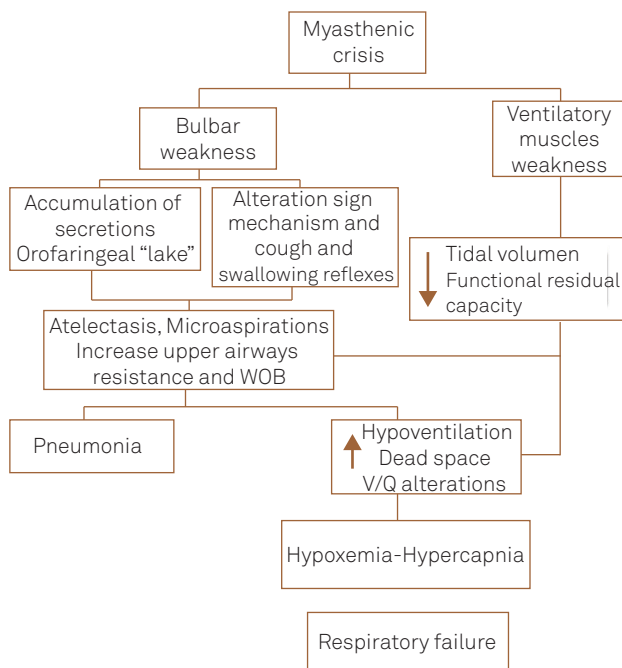 Myasthenic
crisis
Bulbar
weakness
Ventilatory
muscles
weakness
Accumulation of
secretions
Orofaringeal “lake”
Alteration sign
mechanism and
cough and
swallowing reflexes
Tidal volumen
Functional residual
capacity
Atelectasis, Microaspirations
Increase upper airways
resistance and WOB
Pneumonia
Hypoventilation
Dead space
V/Q alterations
Hypoxemia-Hypercapnia
Respiratory failure